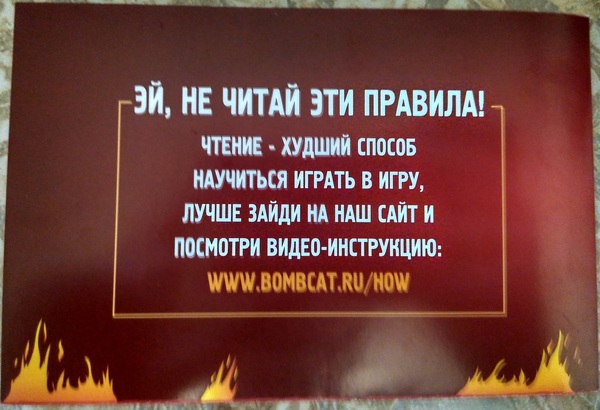 ЭЙ, НЕ ЧИТАЙ ЭТИ ПРАВИЛА!
ЧТЕНИЕ - ХУДШИЙ СПОСОБ
НАУЧИТЬСЯ ИГРАТЬ В ИГРУ,
ЛУЧШЕ ЗАЙДИ НА НАШ САЙТ И
ПОСМОТРИ ВИДЕО-ИНСТРУКЦИЮ:
WWW.BOMBCAT.RU/HOW